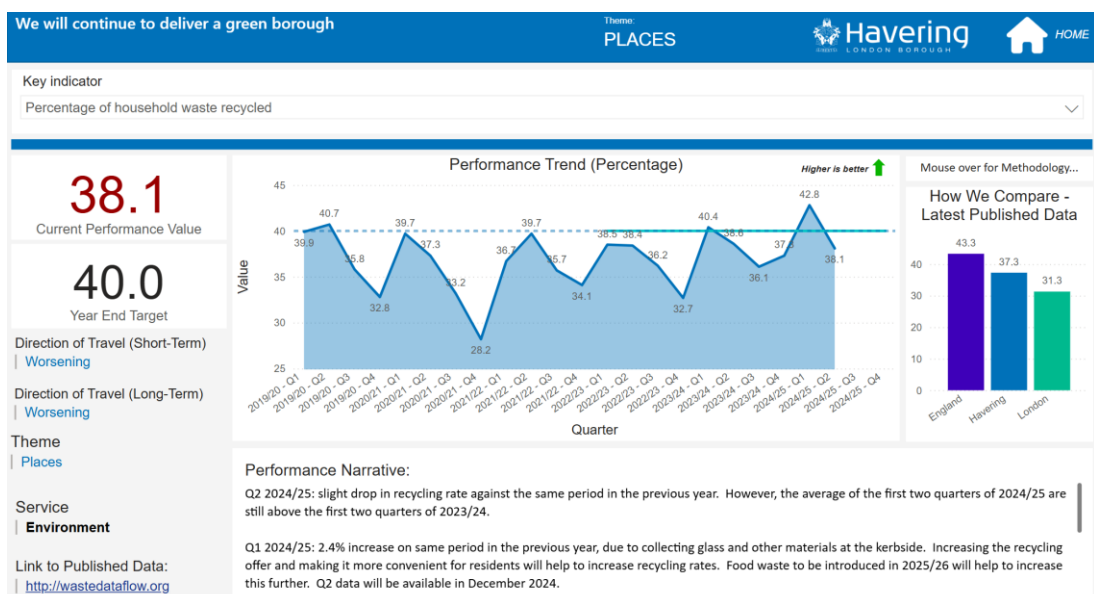 We will continue to deliver a green borough
Theme:
PLACES
Havering
LONDON BOROUGH
HOME
Key indicator
Percentage of household waste recycled
38.1
Current Performance Value
40.0
Year End Target
Direction of Travel (Short-Term)
Worsening
Direction of Travel (Long-Term)
Worsening
Theme
Places
Service
Environment
Link to Published Data:
http://wastedataflow.org
Performance Trend (Percentage)
Higher is better
Value
45
40
35
30
25
39.9
40.7
35.8
32.8
39.7
37.3
33.2
28.2
36.7
39.7
35.7
34.1
38.5
38.4
36.2
32.7
40.4
38.6
36.1
42.8
38.1
2019/20 - Q1
2019/20 - Q2
2019/20 - Q3
2019/20 - Q4
2020/21 - Q1
2020/21 - Q2
2020/21 - Q3
2020/21 - Q4
2021/22 - Q1
2021/22 - Q2
2021/22 - Q3
2021/22 - Q4
2022/23 - Q1
2022/23 - Q2
2022/23 - Q3
2022/23 - Q4
2023/24 - Q1
2023/24 - Q2
2023/24 - Q3
2023/24 - Q4
2024/25 - Q1
2024/25 - Q2
2024/25 - Q3
2024/25 - Q4
Quarter
Mouse over for Methodology...
How We Compare -
Latest Published Data
40
30
20
10
0
43.3
37.3
31.3
England
Havering
London
Performance Narrative:
Q2 2024/25: slight drop in recycling rate against the same period in the previous year. However, the average of the first two quarters of 2024/25 are
still above the first two quarters of 2023/24.
Q1 2024/25: 2.4% increase on same period in the previous year, due to collecting glass and other materials at the kerbside. Increasing the recycling
offer and making it more convenient for residents will help to increase recycling rates. Food waste to be introduced in 2025/26 will help to increase
this further. Q2 data will be available in December 2024.